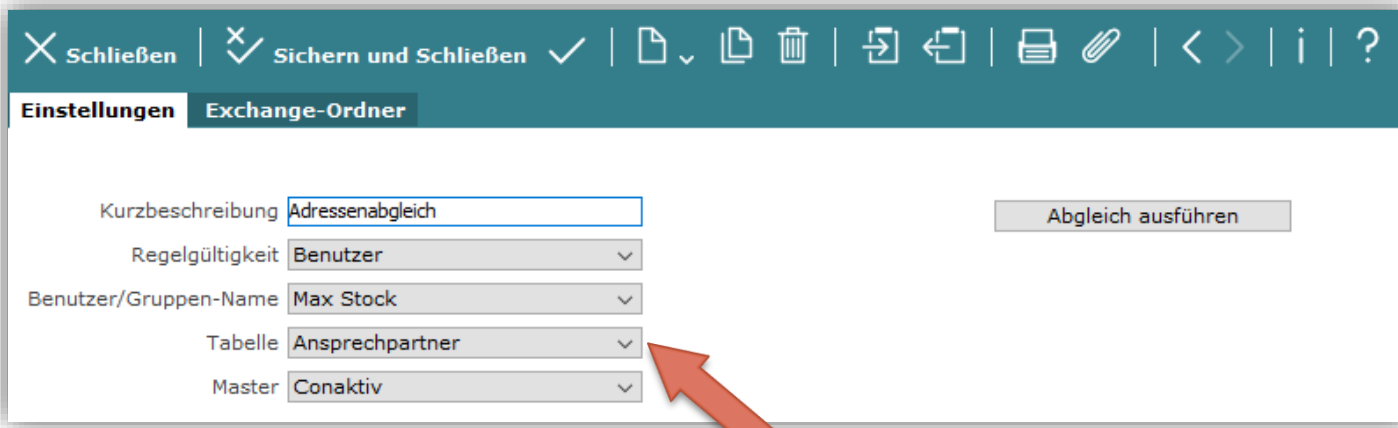 Schließen Sichern und Schließen
Einstellungen Exchange-Ordner
Kurzbeschreibung Adressenabgleich Abgleich ausführen
Regelgültigkeit Benutzer
Benutzer/Gruppen-Name Max Stock
Tabelle Ansprechpartner
Master Conaktiv